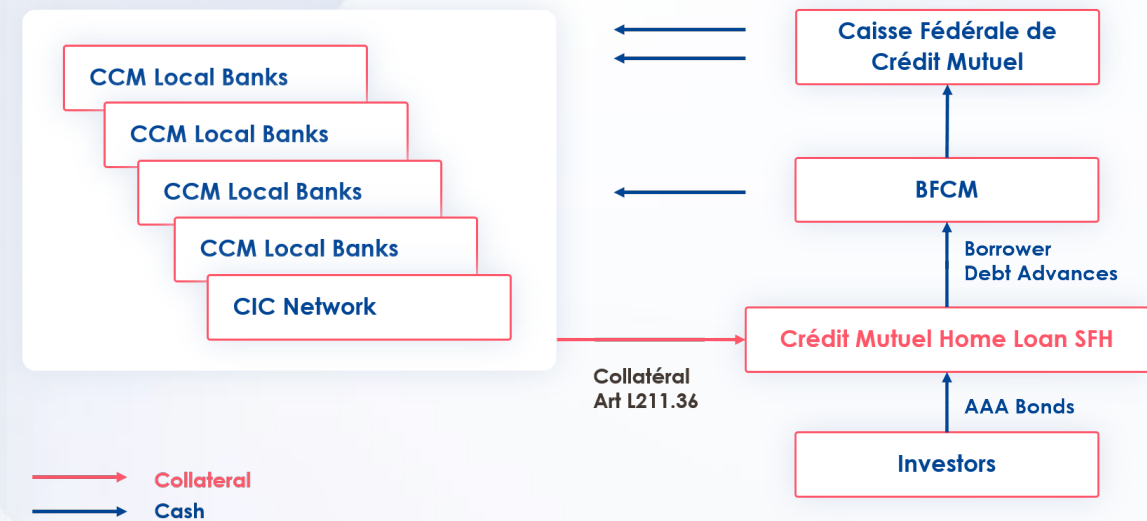 CCM Local Banks
CCM Local Banks
CCM Local Banks
CCM Local Banks
CIC Network
Caisse Fédérale de
Crédit Mutuel
BFCM
Borrower
Debt Advances
Crédit Mutuel Home Loan SFH
Collatéral
Art L211.36
AAA Bonds
Investors
Collateral
Cash